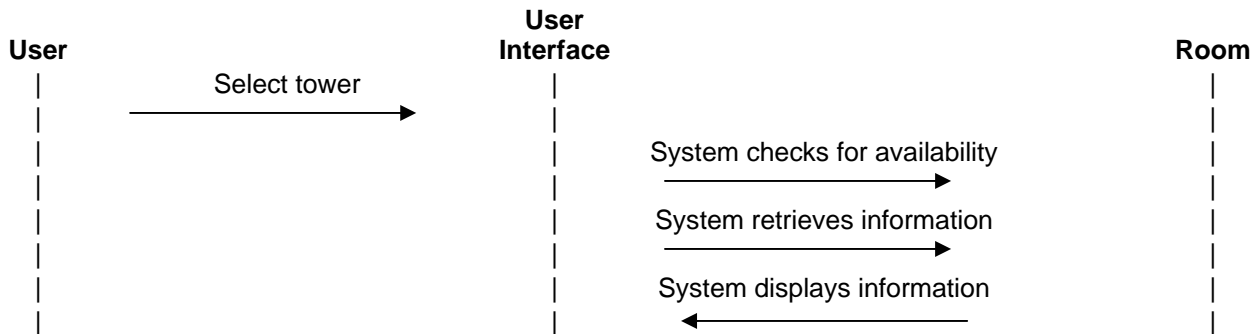 User
User
Interface
Room
Select tower
System checks for availability
System retrieves information
System displays information